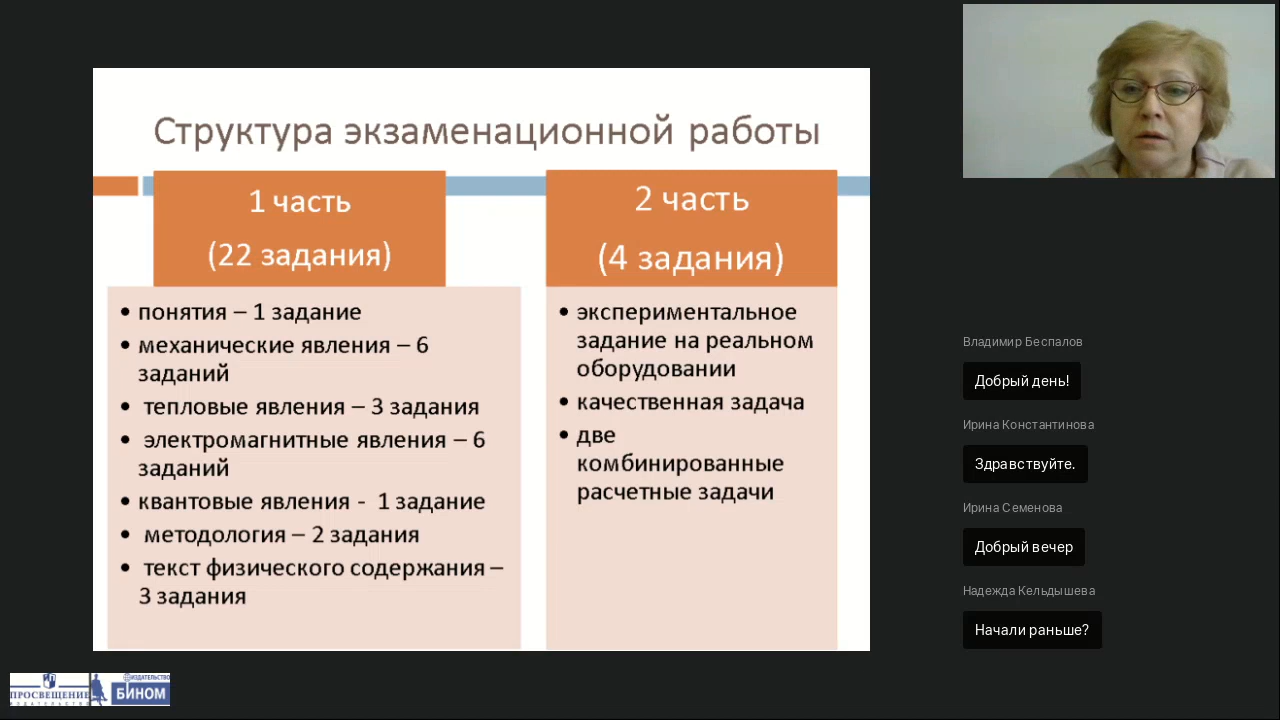 Структура экзаменационной работы
1 часть
(22 задания)
• понятия – 1 задание
• механические явления – 6
заданий
• тепловые явления – 3 задания
• электромагнитные явления – 6
заданий
• квантовые явления - 1 задание
• методология – 2 задания
• текст физического содержания –
3 задания
2 часть
(4 задания)
• экспериментальное
задание на реальном
оборудовании
• качественная задача
• две
комбинированные
расчетные задачи
Владимир Беспалов
Добрый день!
Ирина Константинова
Здравствуйте.
Ирина Семенова
Добрый вечер
Надежда Кельдышева
Начали раньше?
ПРОСВЕЩЕНИЕ
ИЗДАТЕЛЬСТВО
ИЗДАТЕЛЬСТВО
БИНОМ